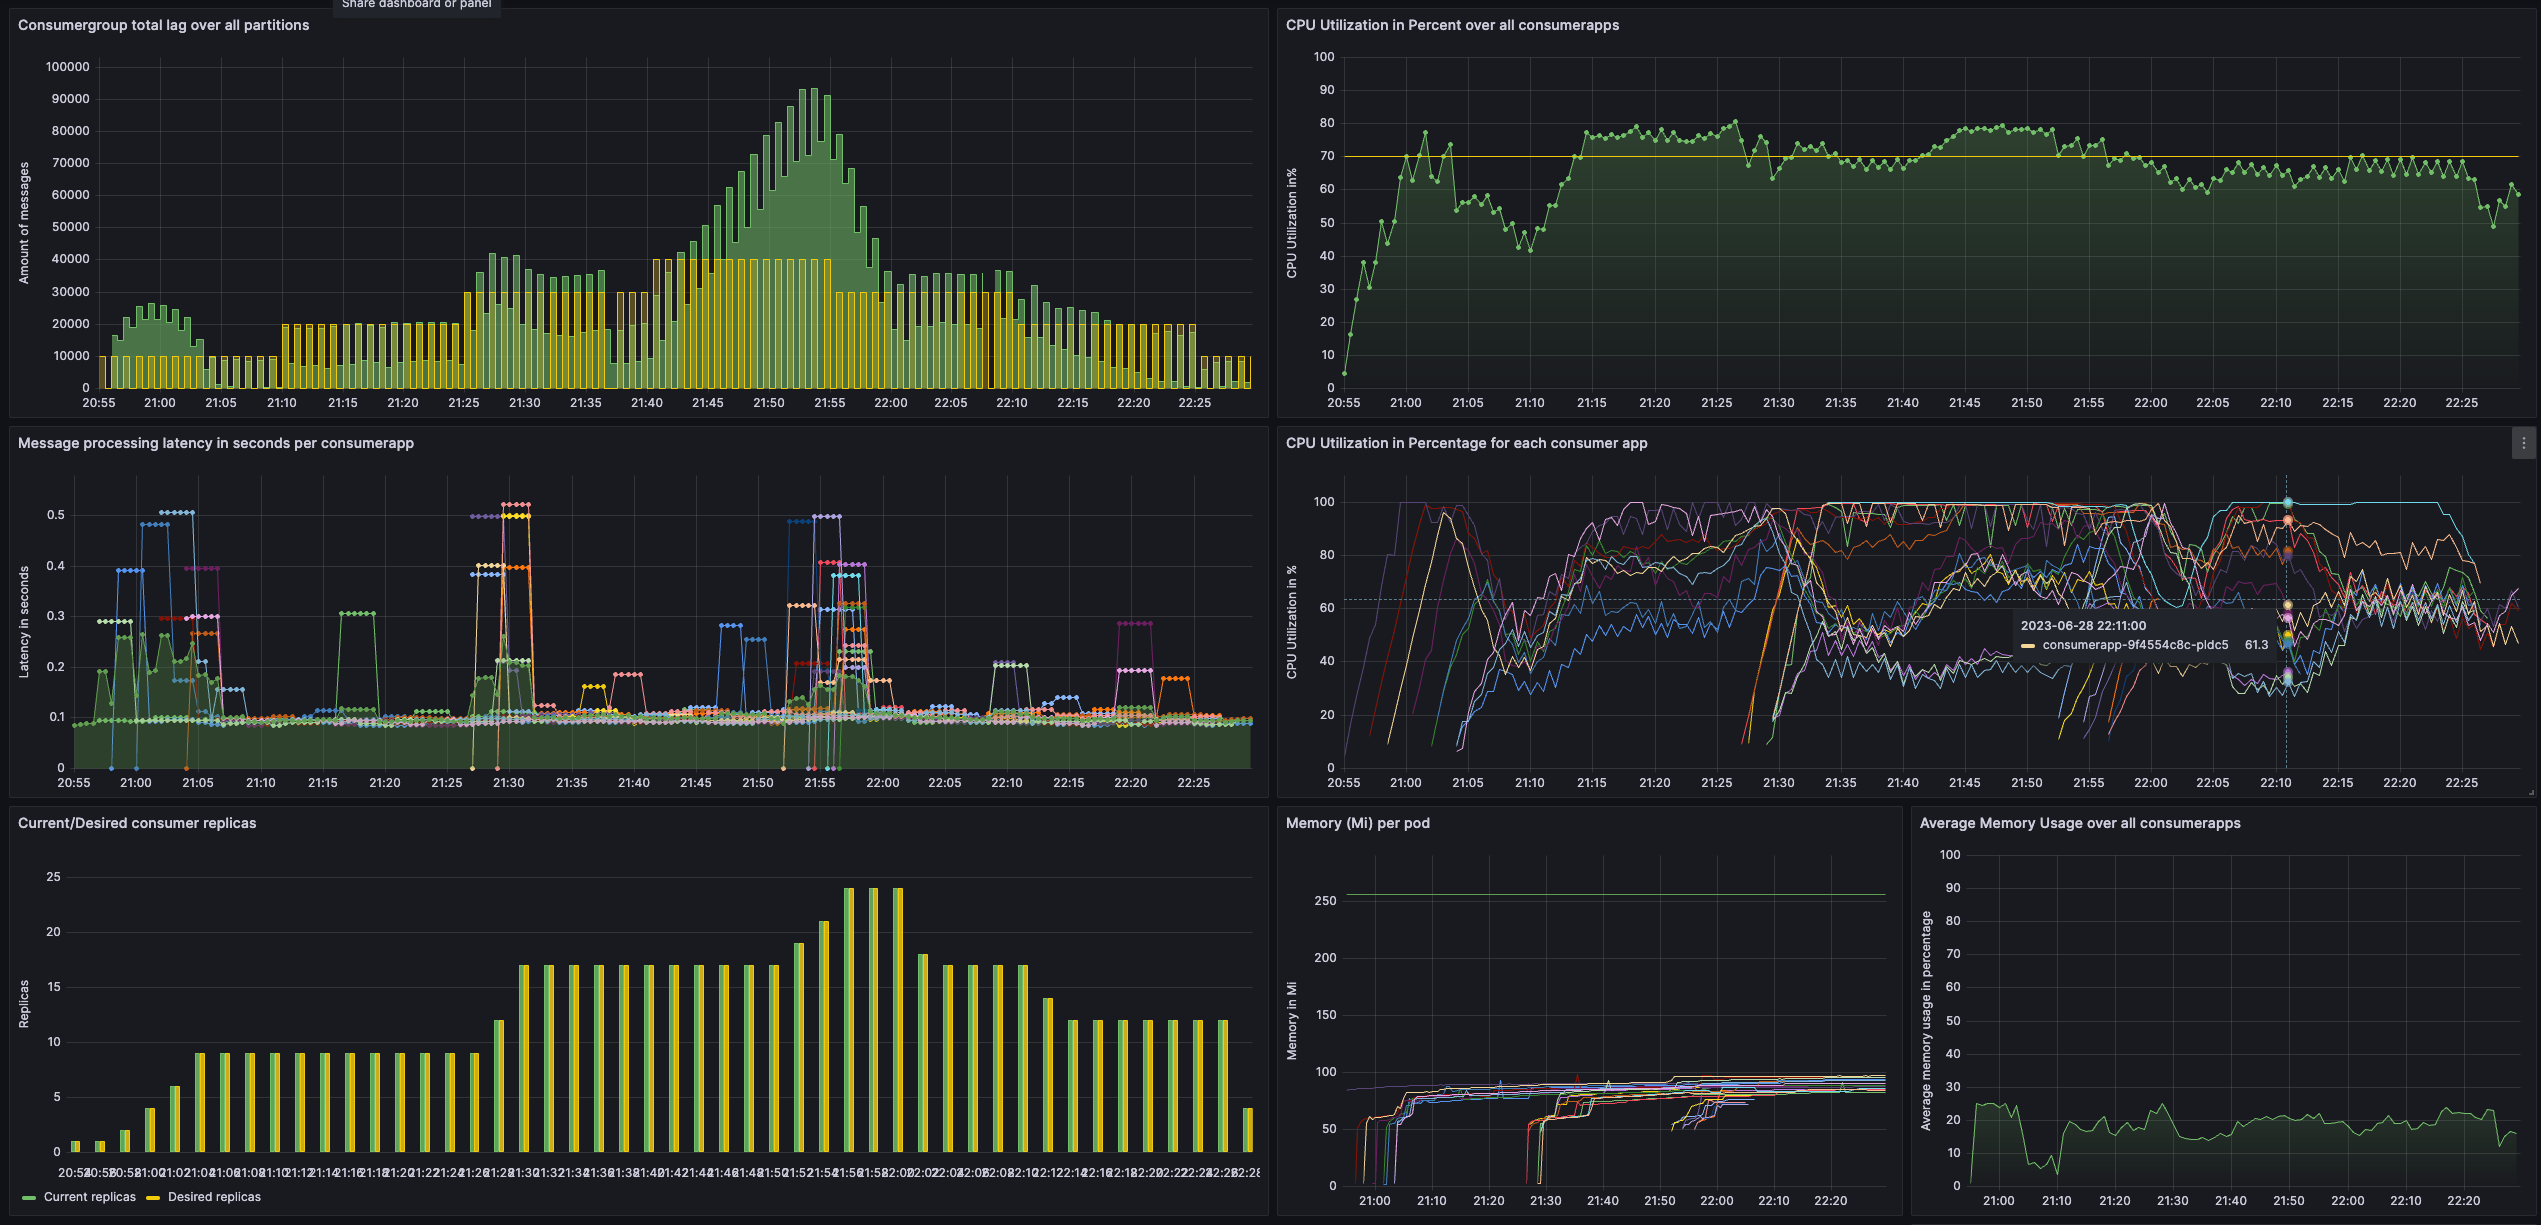 Share dashboard or panel
Consumergroup total lag over all partitions
Amount of messages
100000
90000
80000
70000
60000
50000
40000
30000
20000
10000
0
20:55 21:00 21:05 21:10 21:15 21:20 21:25 21:30 21:35 21:40 21:45 21:50 21:55 22:00 22:05 22:10 22:15 22:20 22:25
CPU Utilization in Percent over all consumerapps
CPU Utilization in%
100
90
80
70
60
50
40
30
20
10
0
20:55 21:00 21:05 21:10 21:15 21:20 21:25 21:30 21:35 21:40 21:45 21:50 21:55 22:00 22:05 22:10 22:15 22:20 22:25
Message processing latency in seconds per consumerapp
Latency in seconds
0.5
0.4
0.3
0.2
0.1
0
20:55 21:00 21:05 21:10 21:15 21:20 21:25 21:30 21:35 21:40 21:45 21:50 21:55 22:00 22:05 22:10 22:15 22:20 22:25
CPU Utilization in Percentage for each consumer app
CPU Utilization in %
100
80
60
40
20
0
2023-06-28 22:11:00
consumerapp-9f4554c8c-pldc5 61.3
20:55 21:00 21:05 21:10 21:15 21:20 21:25 21:30 21:35 21:40 21:45 21:50 21:55 22:00 22:05 22:10 22:15 22:20 22:25
Current/Desired consumer replicas
Replicas
25
20
15
10
5
0
Current replicas Desired replicas
Memory (Mi) per pod
Memory in Mi
250
200
150
100
50
0
21:00 21:10 21:20 21:30 21:40 21:50 22:00 22:10 22:20
Average Memory Usage over all consumerapps
Average memory usage in percentage
100
90
80
70
60
50
40
30
20
10
0
21:00 21:10 21:20 21:30 21:40 21:50 22:00 22:10 22:20